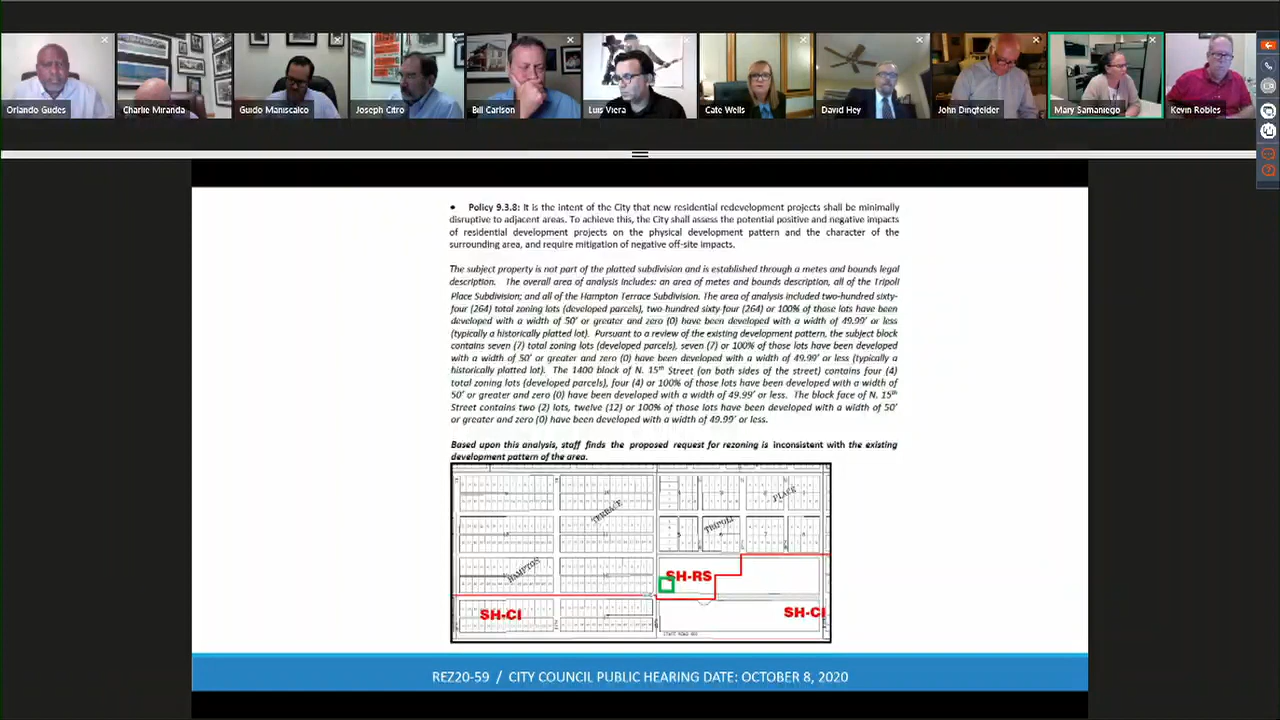 Orlando Gudes
Charlie Miranda
Guido Maniscalco
Joseph Citro
Bill Carlson
Luis Viera
Cate Wells
David Hey
John Dingfelder
Mary Samaniego
Kevin Robles
• Policy 9.3.8: It is the intent of the City that new residential redevelopment projects shall be minimally
disruptive to adjacent areas. To achieve this, the City shall assess the potential positive and negative impacts
of residential development projects on the physical development pattern and the character of the
surrounding area, and require mitigation of negative off-site impacts.
The subject property is not part of the platted subdivision and is established through a metes and bounds legal
description. The overall area of analysis includes: an area of metes and bounds description, all of the Tripoli
Place Subdivision; and all of the Hampton Terrace Subdivision. The area of analysis included two-hundred sixty-
four (264) total zoning lots (developed parcels), two-hundred sixty-four (264) or 100% of those lots have been
developed with a width of 50' or greater and zero (0) have been developed with a width of 49.99' or less
(typically a historically platted lot). Pursuant to a review of the existing development pattern, the subject block
contains seven (7) total zoning lots (developed parcels), seven (7) or 100% of those lots have been developed
with a width of 50' or greater and zero (0) have been developed with a width of 49.99' or less (typically a
historically platted lot). The 1400 block of N. 15th Street (on both sides of the street) contains four (4)
total zoning lots (developed parcels), four (4) or 100% of those lots have been developed with a width of
50' or greater and zero (0) have been developed with a width of 49.99' or less. The block face of N. 15th
Street contains two (2) lots, twelve (12) or 100% of those lots have been developed with a width of 50'
or greater and zero (0) have been developed with a width of 49.99' or less.
Based upon this analysis, staff finds the proposed request for rezoning is inconsistent with the existing
development pattern of the area.
PLACE
TERRACE
TRIPOLI
HAMPTON
SH-RS
SH-CI
SH-CI
REZ20-59 / CITY COUNCIL PUBLIC HEARING DATE: OCTOBER 8, 2020